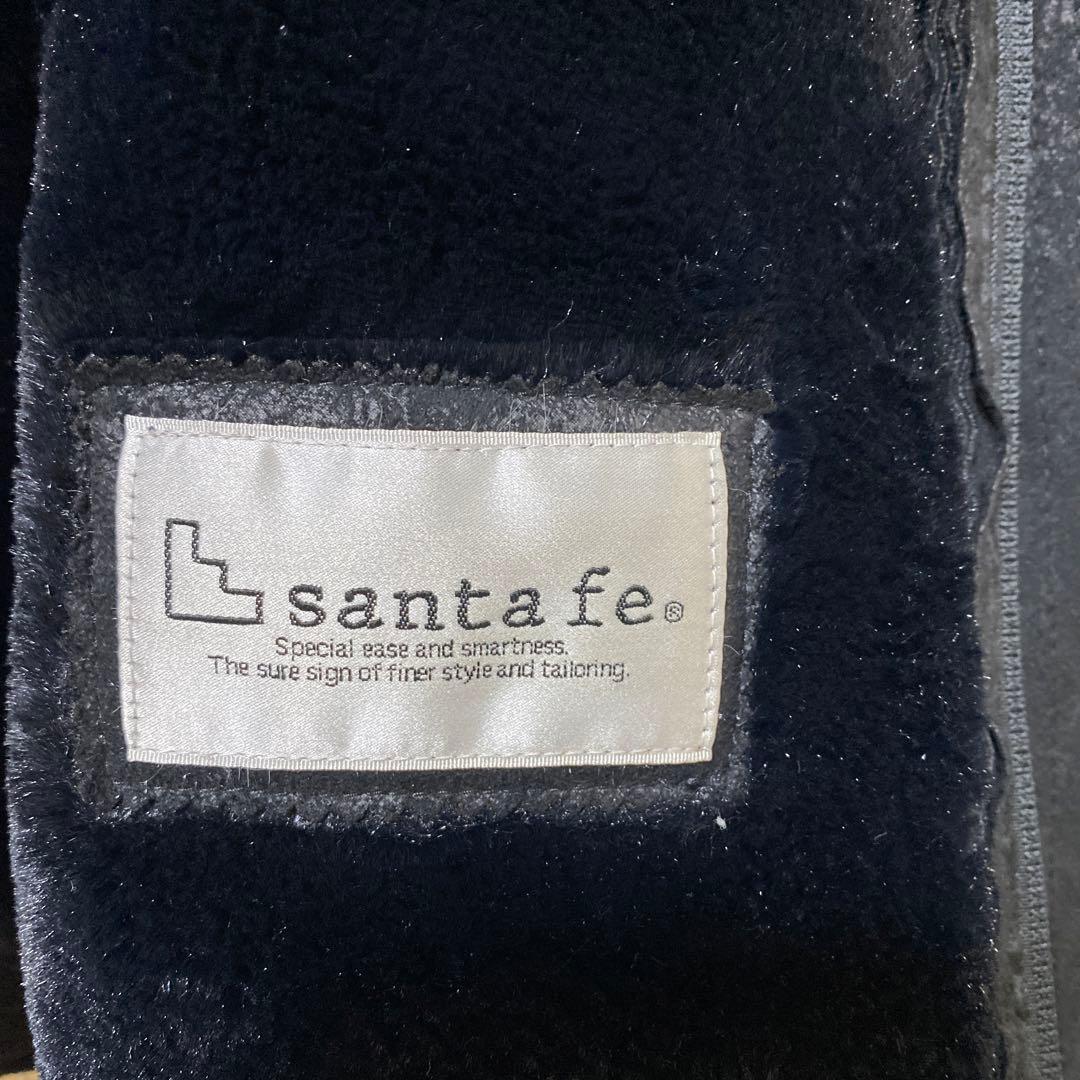 santa fe®
Special ease and smartness.
The sure sign of finer style and tailoring.